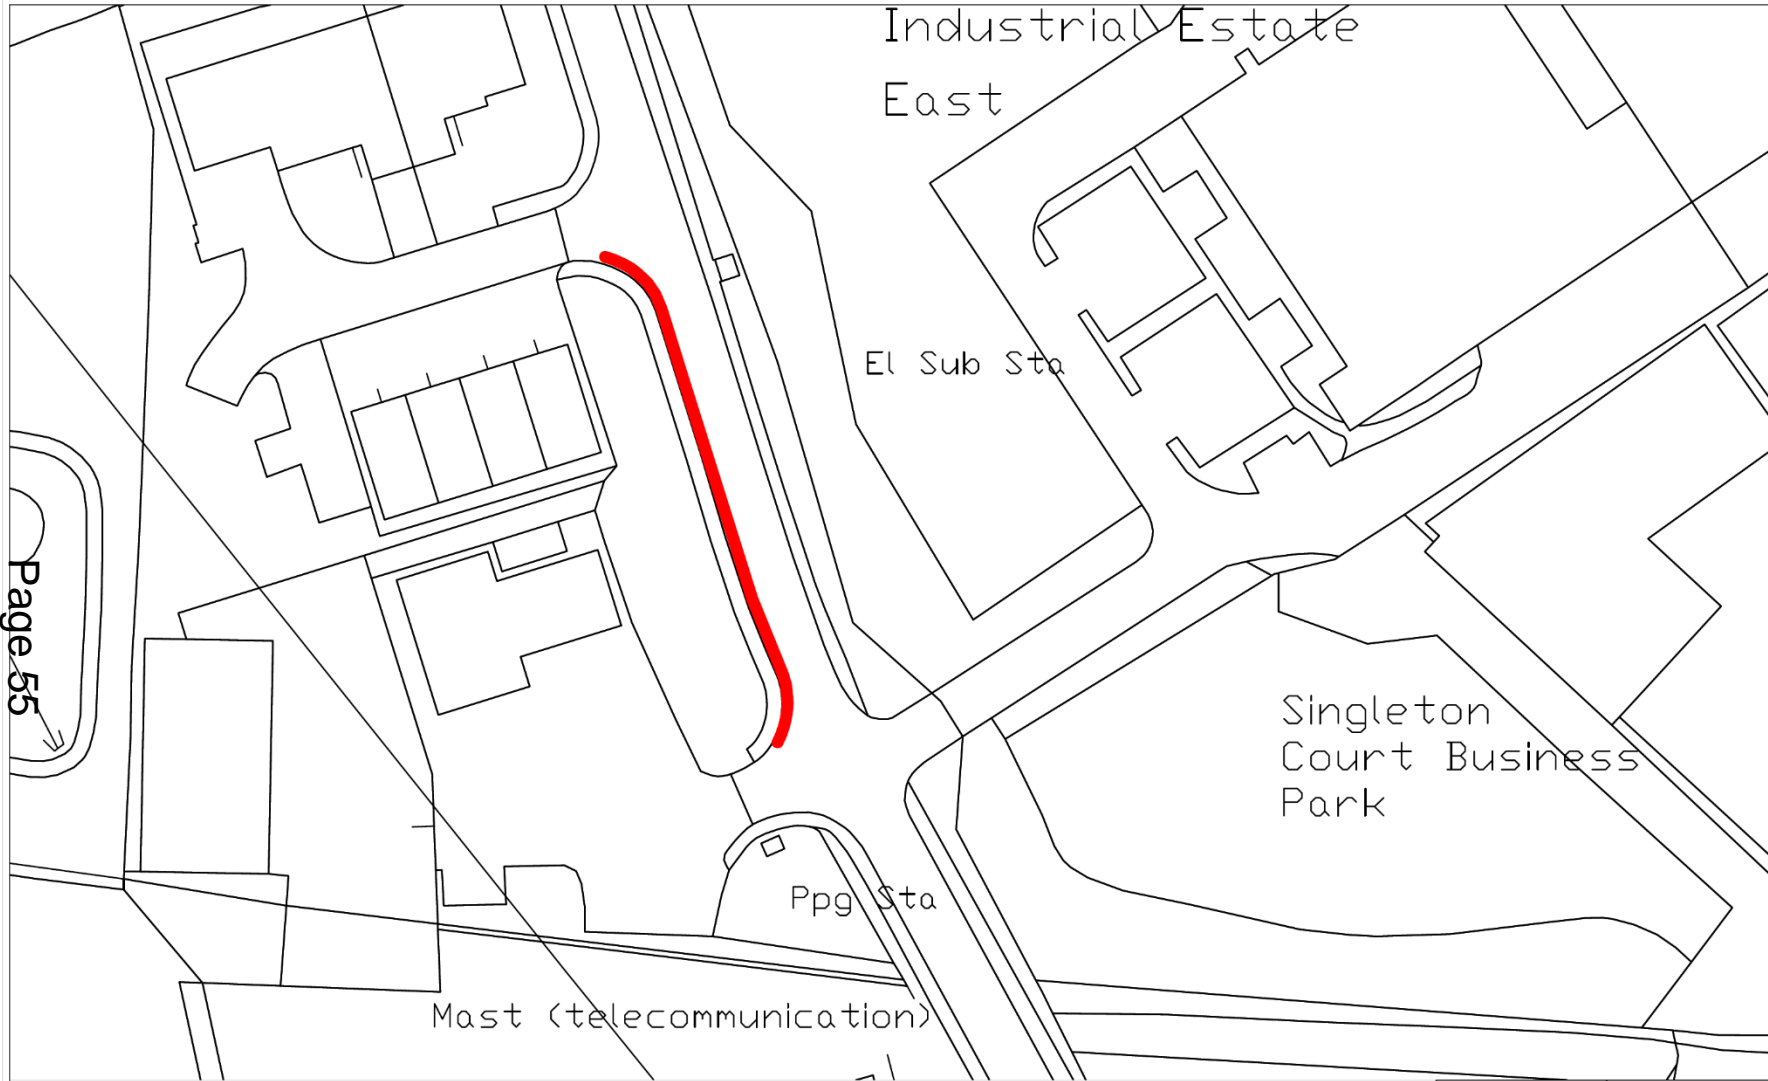 Industrial Estate
East
El Sub Sta
Page 55
Singleton
Court Business
Park
Ppg Sta
Mast (telecommunication)